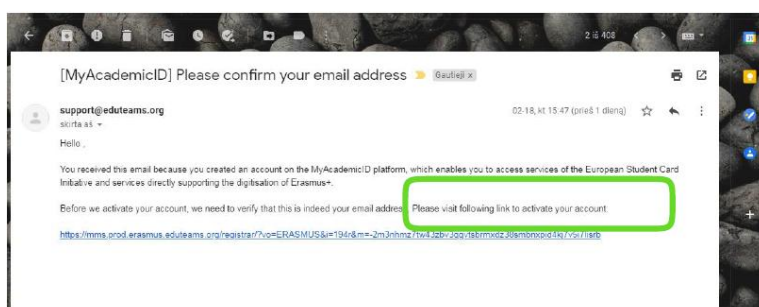 2 iš 408
[MyAcademicID] Please confirm your email address Gautieji x
support@eduteams.org 02-18, kt 15:47 (prieš 1 dieną)
skirta aš
Hello ,
You received this email because you created an account on the MyAcademicID platform, which enables you to access services of the European Student Card
Initiative and services directly supporting the digitisation of Erasmus+.
Before we activate your account, we need to verify that this is indeed your email address. Please visit following link to activate your account: